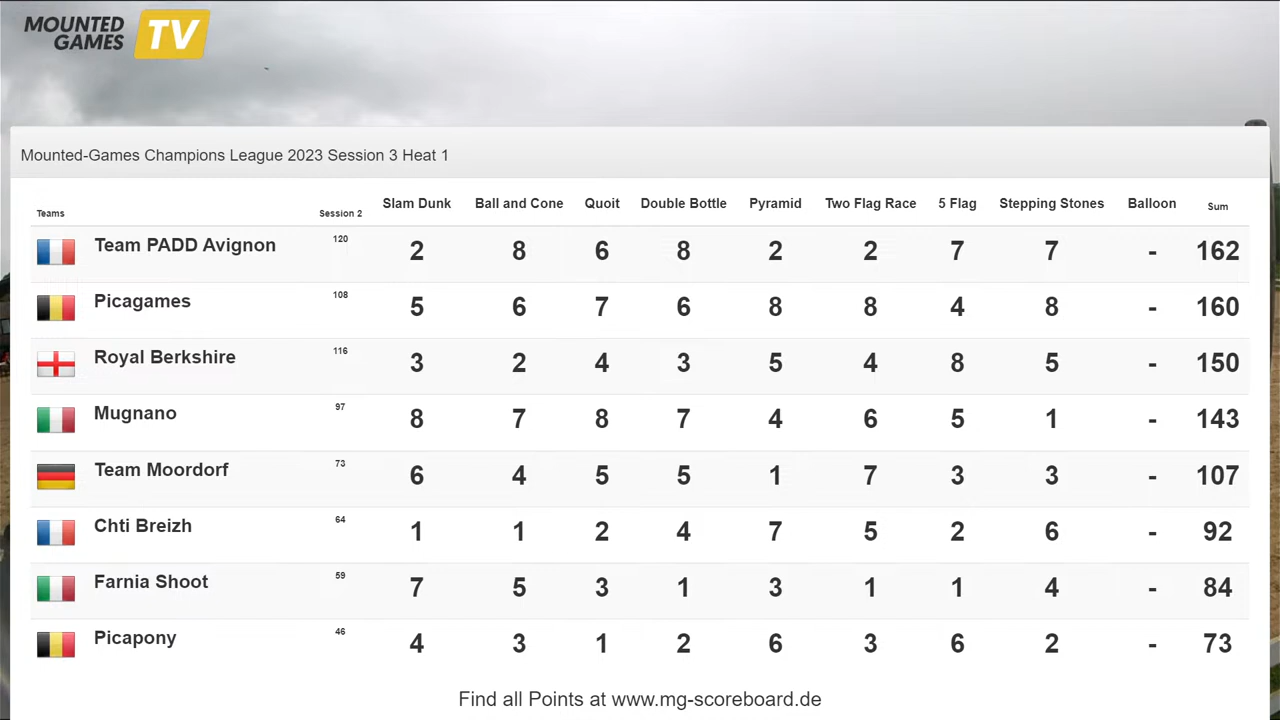 MOUNTED
GAMES TV
Mounted-Games Champions League 2023 Session 3 Heat 1
Teams Session 2 Slam Dunk Ball and Cone Quoit Double Bottle Pyramid Two Flag Race 5 Flag Stepping Stones Balloon Sum
Team PADD Avignon 120 2 8 6 8 2 2 7 7 - 162
Picagames 108 5 6 7 6 8 8 4 8 - 160
Royal Berkshire 116 3 2 4 3 5 4 8 5 - 150
Mugnano 97 8 7 8 7 4 6 5 1 - 143
Team Moordorf 73 6 4 5 5 1 7 3 3 - 107
Chti Breizh 64 1 1 2 4 7 5 2 6 - 92
Farnia Shoot 59 7 5 3 1 3 1 1 4 - 84
Picapony 46 4 3 1 2 6 3 6 2 - 73
Find all Points at www.mg-scoreboard.de